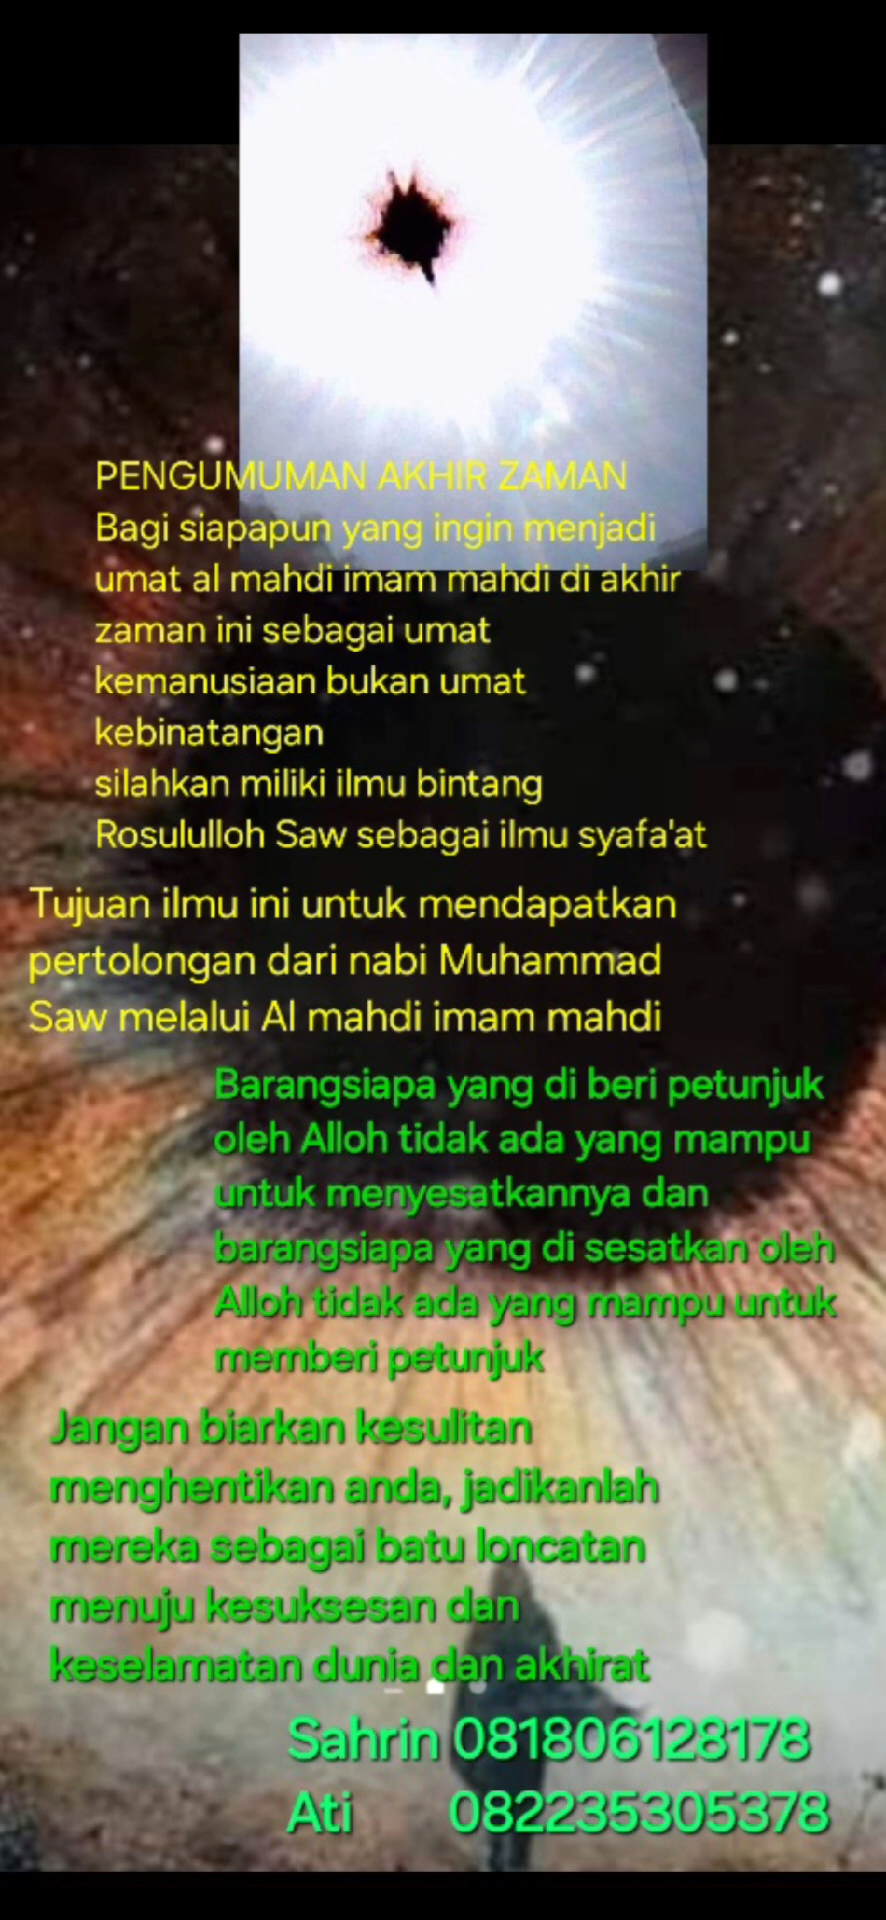 PENGUMUMAN AKHIR ZAMAN
Bagi siapapun yang ingin menjadi
umat al mahdi imam mahdi di akhir
zaman ini sebagai umat
kemanusiaan bukan umat
kebinatangan
silahkan miliki ilmu bintang
Rosululloh Saw sebagai ilmu syafa'at
Tujuan ilmu ini untuk mendapatkan
pertolongan dari nabi Muhammad
Saw melalui Al mahdi imam mahdi
Barangsiapa yang di beri petunjuk
oleh Alloh tidak ada yang mampu
untuk menyesatkannya dan
barangsiapa yang di sesatkan oleh
Alloh tidak ada yang mampu untuk
memberi petunjuk
Jangan biarkan kesulitan
menghentikan anda, jadikanlah
mereka sebagai batu loncatan
menuju kesuksesan dan
keselamatan dunia dan akhirat
Sahrin 081806128178
Ati 082235305378